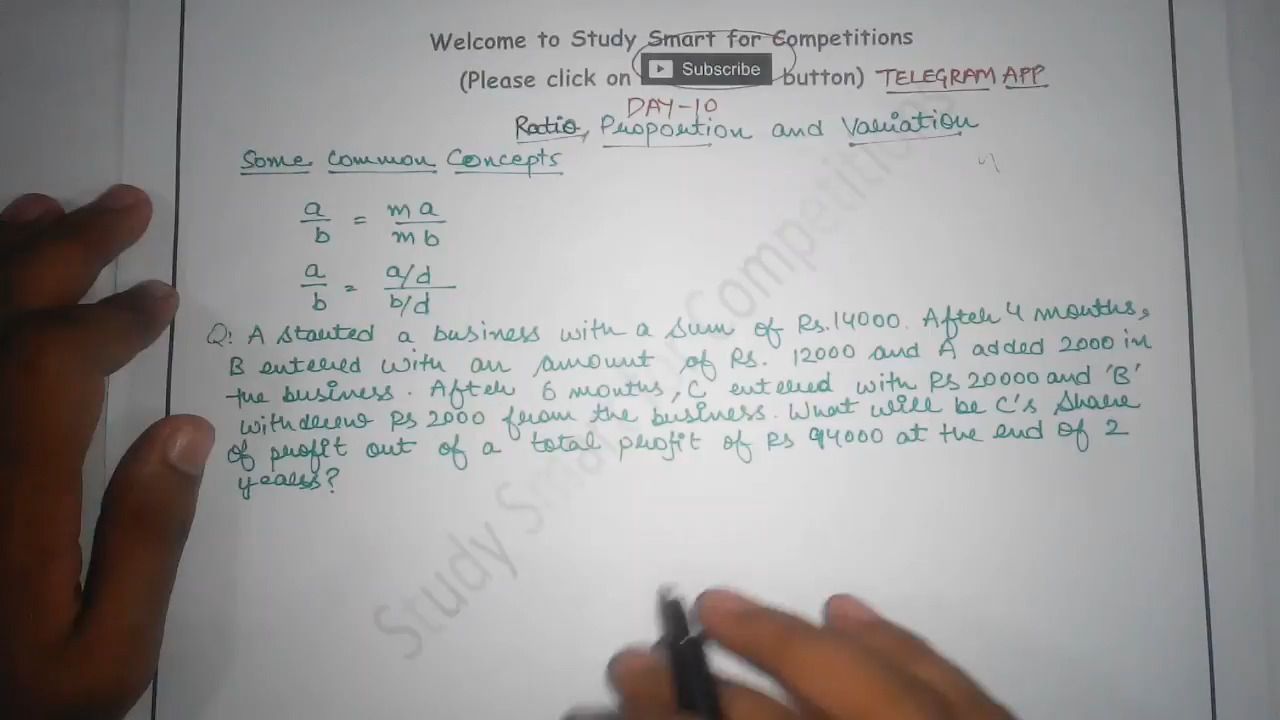 Welcome to Study Smart for Competitions
(Please click on Subscribe button) TELEGRAM APP
DAY-10
Ratio, Proportion and Variation
Some Common Concepts
a/b = ma/mb
a/b = a/d / b/d
Q: A started a business with a sum of Rs.14000. After 4 months,
B entered with an amount of Rs. 12000 and A added 2000 in
the business. After 6 months, C entered with Rs 20000 and 'B'
withdrew Rs 2000 from the business. What will be C's share
of profit out of a total profit of Rs 94000 at the end of 2
years?
Study Smart for Competitions